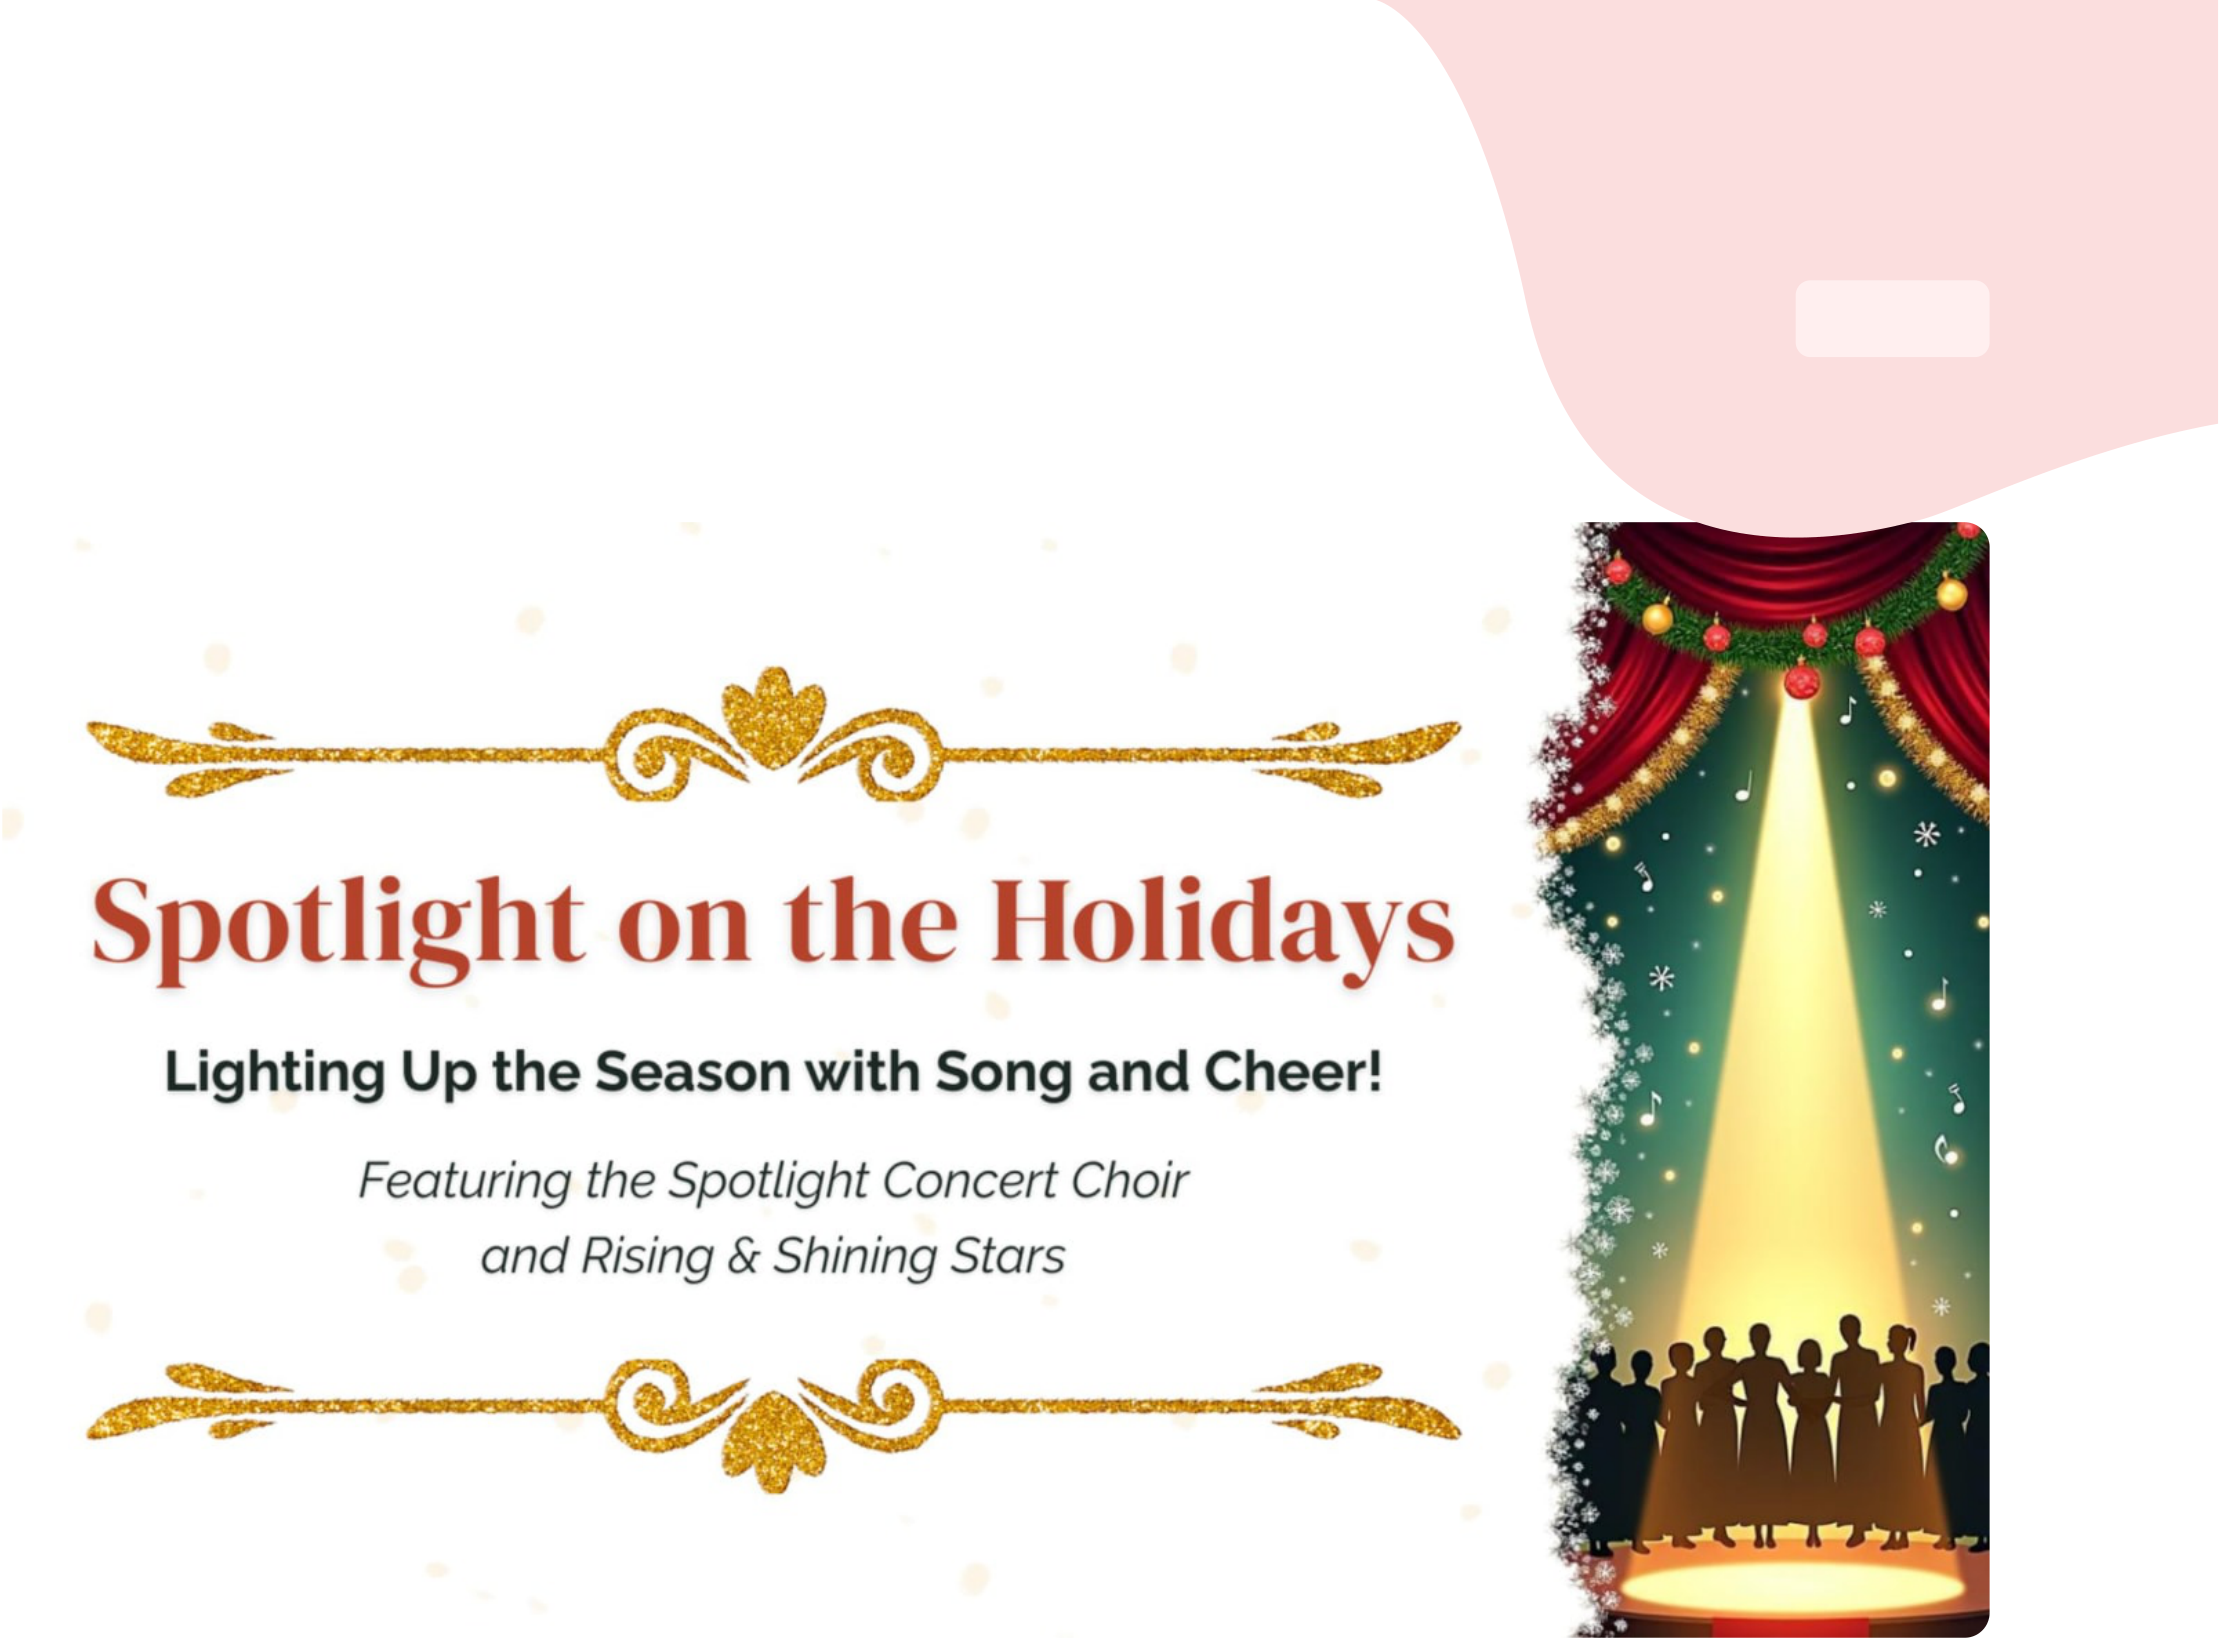 Spotlight on the Holidays
Lighting Up the Season with Song and Cheer!
Featuring the Spotlight Concert Choir
and Rising & Shining Stars